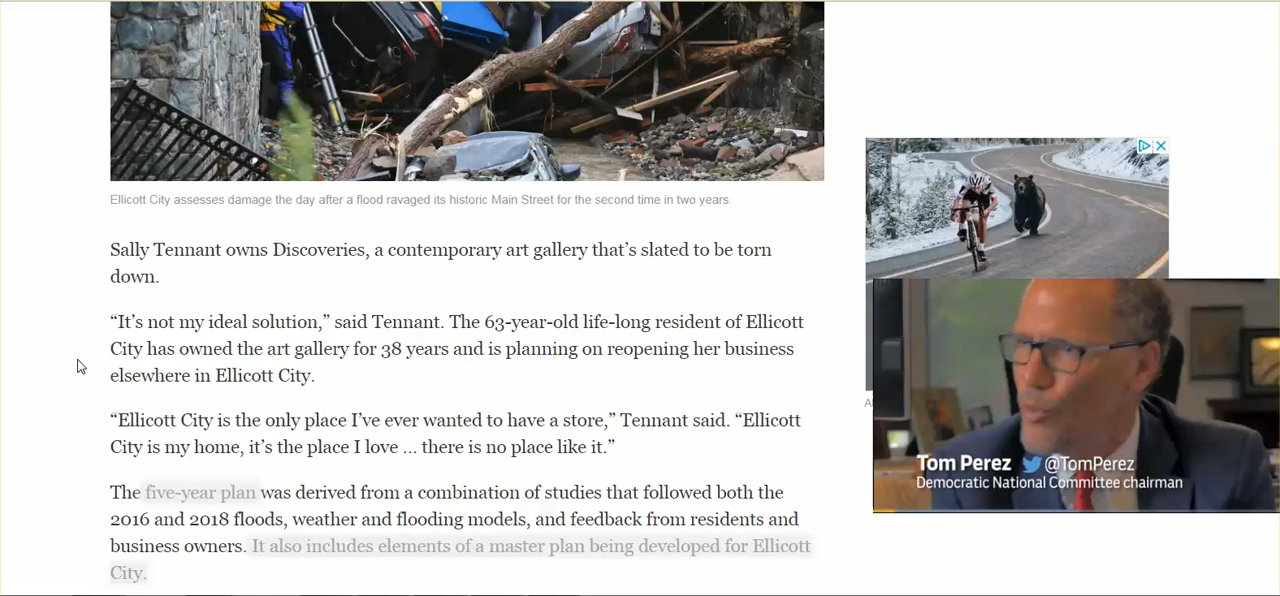 Ellicott City assesses damage the day after a flood ravaged its historic Main Street for the second time in two years.
Sally Tennant owns Discoveries, a contemporary art gallery that’s slated to be torn
down.
“It’s not my ideal solution,” said Tennant. The 63-year-old life-long resident of Ellicott
City has owned the art gallery for 38 years and is planning on reopening her business
elsewhere in Ellicott City.
“Ellicott City is the only place I’ve ever wanted to have a store,” Tennant said. “Ellicott
City is my home, it’s the place I love ... there is no place like it.”
The five-year plan was derived from a combination of studies that followed both the
2016 and 2018 floods, weather and flooding models, and feedback from residents and
business owners. It also includes elements of a master plan being developed for Ellicott
City.
Tom Perez @TomPerez
Democratic National Committee chairman